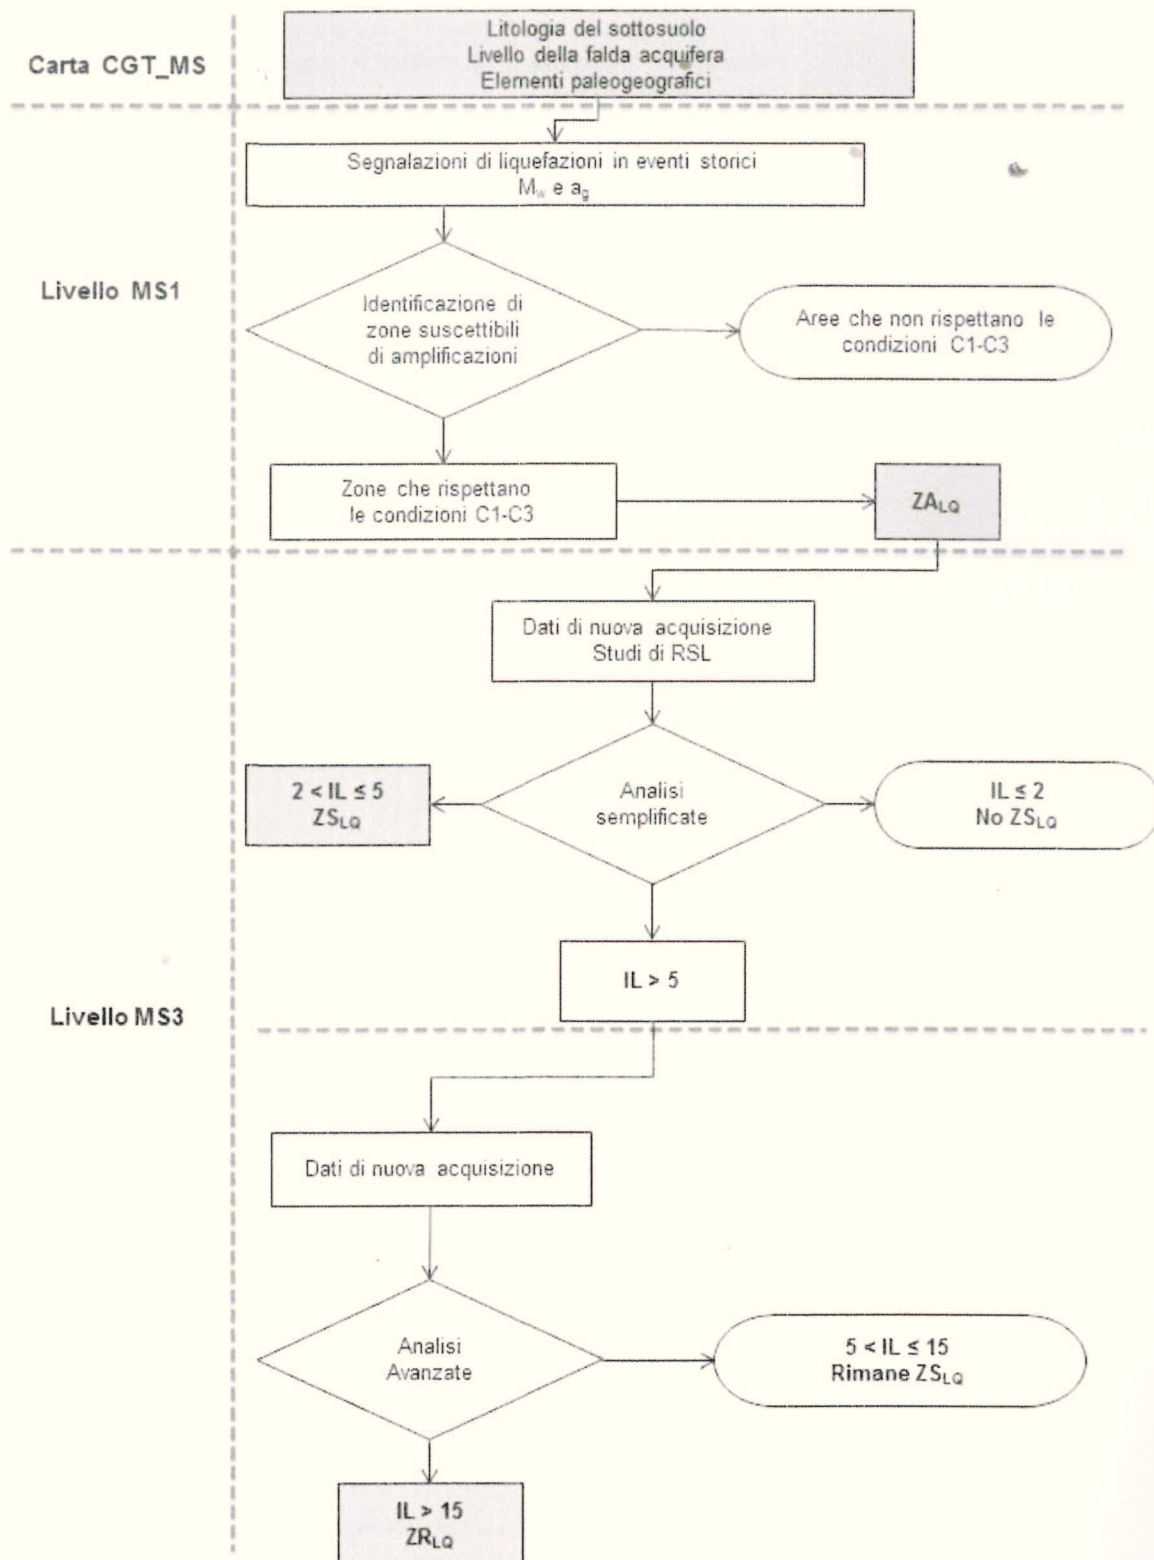 Carta CGT_MS
Litologia del sottosuolo
Livello della falda acquifera
Elementi paleogeografici
Livello MS1
Segnalazioni di liquefazioni in eventi storici
Mw e ag
Identificazione di
zone suscettibili
di amplificazioni
Aree che non rispettano le
condizioni C1-C3
Zone che rispettano
le condizioni C1-C3
ZALQ
Livello MS3
Dati di nuova acquisizione
Studi di RSL
Analisi
semplificate
2 < IL ≤ 5
ZSLQ
IL ≤ 2
No ZSLQ
IL > 5
Dati di nuova acquisizione
Analisi
Avanzate
5 < IL ≤ 15
Rimane ZSLQ
IL > 15
ZRLQ